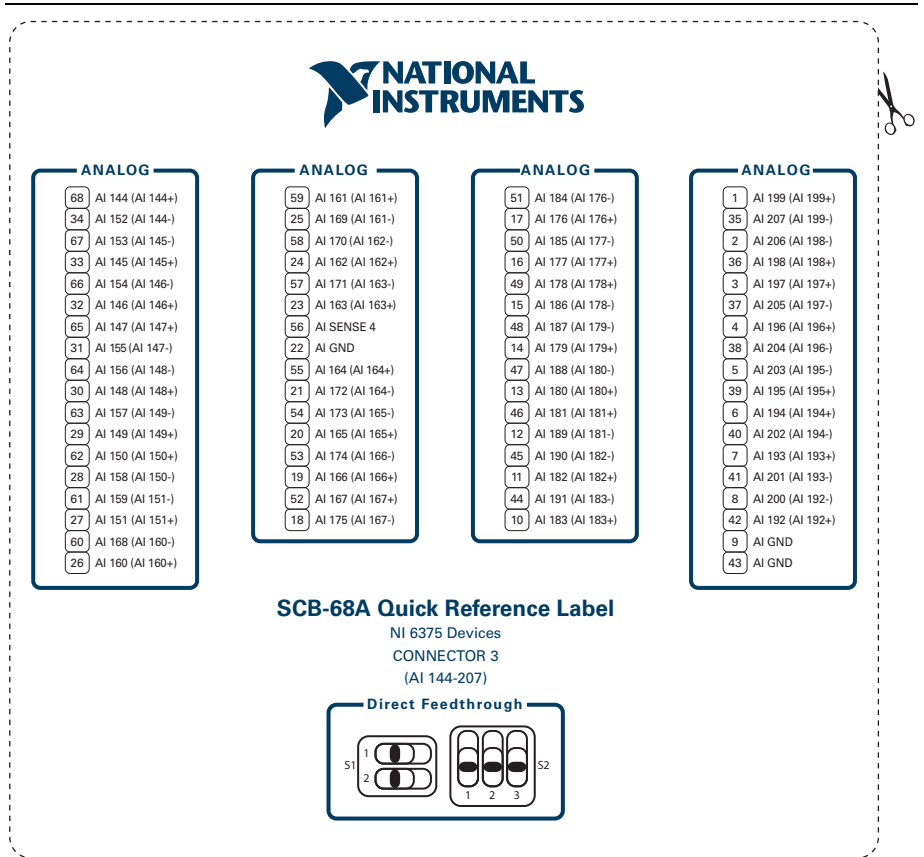 NATIONAL
INSTRUMENTS
ANALOG
68 AI 144 (AI 144+)
34 AI 152 (AI 144-)
67 AI 153 (AI 145-)
33 AI 145 (AI 145+)
66 AI 154 (AI 146-)
32 AI 146 (AI 146+)
65 AI 147 (AI 147+)
31 AI 155 (AI 147-)
64 AI 156 (AI 148-)
30 AI 148 (AI 148+)
63 AI 157 (AI 149-)
29 AI 149 (AI 149+)
62 AI 150 (AI 150+)
28 AI 158 (AI 150-)
61 AI 159 (AI 151-)
27 AI 151 (AI 151+)
60 AI 168 (AI 160-)
26 AI 160 (AI 160+)
ANALOG
59 AI 161 (AI 161+)
25 AI 169 (AI 161-)
58 AI 170 (AI 162-)
24 AI 162 (AI 162+)
57 AI 171 (AI 163-)
23 AI 163 (AI 163+)
56 AI SENSE 4
22 AI GND
55 AI 164 (AI 164+)
21 AI 172 (AI 164-)
54 AI 173 (AI 165-)
20 AI 165 (AI 165+)
53 AI 174 (AI 166-)
19 AI 166 (AI 166+)
52 AI 167 (AI 167+)
18 AI 175 (AI 167-)
ANALOG
51 AI 184 (AI 176-)
17 AI 176 (AI 176+)
50 AI 185 (AI 177-)
16 AI 177 (AI 177+)
49 AI 178 (AI 178+)
15 AI 186 (AI 178-)
48 AI 187 (AI 179-)
14 AI 179 (AI 179+)
47 AI 188 (AI 180-)
13 AI 180 (AI 180+)
46 AI 181 (AI 181+)
12 AI 189 (AI 181-)
45 AI 190 (AI 182-)
11 AI 182 (AI 182+)
44 AI 191 (AI 183-)
10 AI 183 (AI 183+)
ANALOG
1 AI 199 (AI 199+)
35 AI 207 (AI 199-)
2 AI 206 (AI 198-)
36 AI 198 (AI 198+)
3 AI 197 (AI 197+)
37 AI 205 (AI 197-)
4 AI 196 (AI 196+)
38 AI 204 (AI 196-)
5 AI 203 (AI 195-)
39 AI 195 (AI 195+)
6 AI 194 (AI 194+)
40 AI 202 (AI 194-)
7 AI 193 (AI 193+)
41 AI 201 (AI 193-)
8 AI 200 (AI 192-)
42 AI 192 (AI 192+)
9 AI GND
43 AI GND
SCB-68A Quick Reference Label
NI 6375 Devices
CONNECTOR 3
(AI 144-207)
Direct Feedthrough
S1 1
2
S2
1 2 3